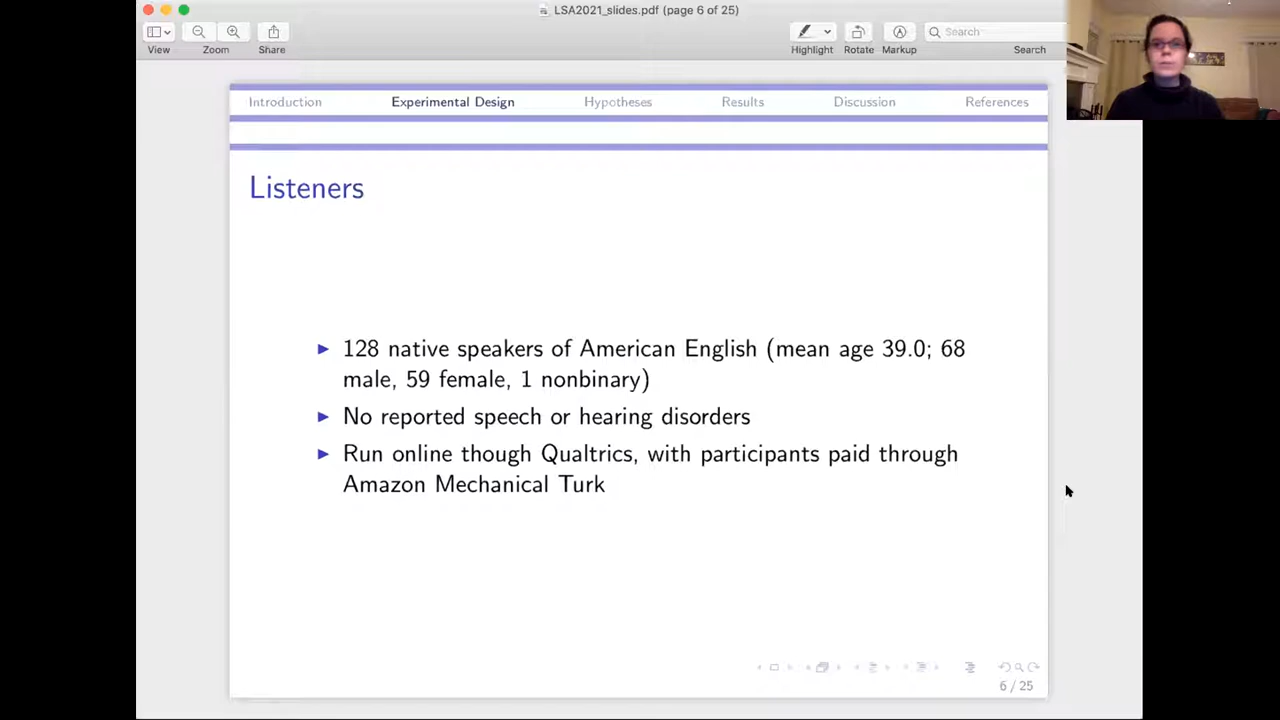 LSA2021_slides.pdf (page 6 of 25)
View
Zoom
Share
Highlight
Rotate
Markup
Search
Search
Introduction
Experimental Design
Hypotheses
Results
Discussion
References
Listeners
128 native speakers of American English (mean age 39.0; 68
male, 59 female, 1 nonbinary)
No reported speech or hearing disorders
Run online though Qualtrics, with participants paid through
Amazon Mechanical Turk
6 / 25